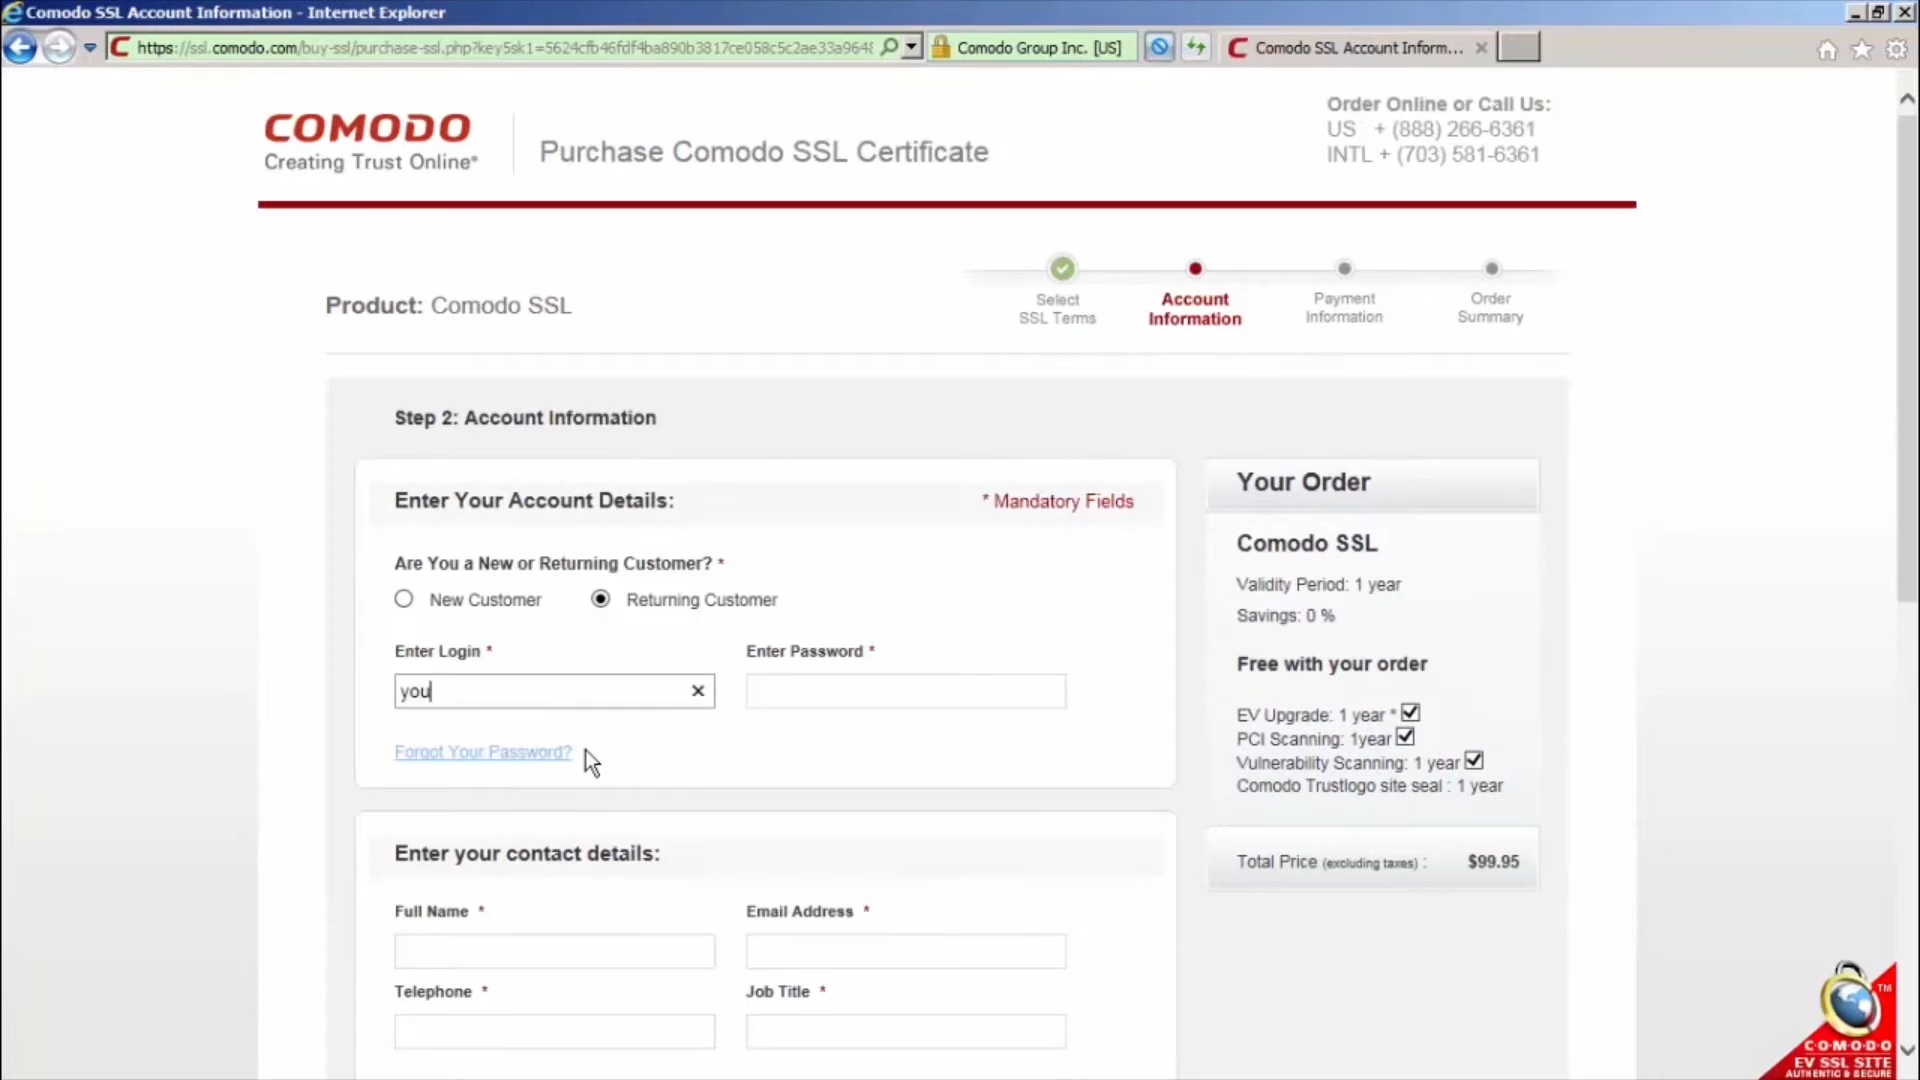 Comodo SSL Account Information - Internet Explorer
https://ssl.comodo.com/buy-ssl/purchase-ssl.php?key5sk1=5624cfb46fdf4ba890b3817ce058c5c2ae33a9648
Comodo Group Inc. [US]
Comodo SSL Account Inform...
COMODO
Creating Trust Online®
Purchase Comodo SSL Certificate
Order Online or Call Us:
US + (888) 266-6361
INTL + (703) 581-6361
Product: Comodo SSL
Select
SSL Terms
Account
Information
Payment
Information
Order
Summary
Step 2: Account Information
Enter Your Account Details:
* Mandatory Fields
Are You a New or Returning Customer? *
New Customer
Returning Customer
Enter Login *
Enter Password *
you
Forgot Your Password?
Enter your contact details:
Full Name *
Email Address *
Telephone *
Job Title *
Your Order
Comodo SSL
Validity Period: 1 year
Savings: 0 %
Free with your order
EV Upgrade: 1 year *
PCI Scanning: 1year
Vulnerability Scanning: 1 year
Comodo Trustlogo site seal : 1 year
Total Price (excluding taxes) : $99.95
TM
C·O·M·O·D·O
EV SSL SITE
AUTHENTIC & SECURE